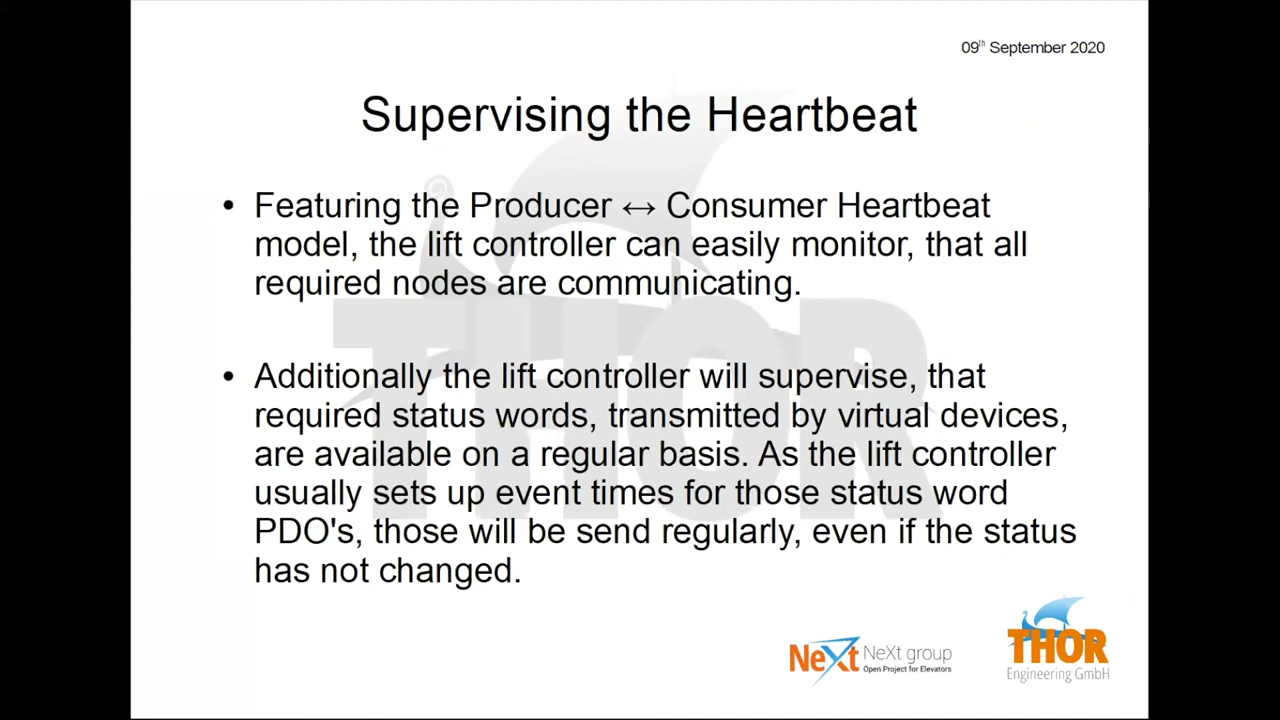 09th September 2020
Supervising the Heartbeat
• Featuring the Producer ↔ Consumer Heartbeat
model, the lift controller can easily monitor, that all
required nodes are communicating.
• Additionally the lift controller will supervise, that
required status words, transmitted by virtual devices,
are available on a regular basis. As the lift controller
usually sets up event times for those status word
PDO's, those will be send regularly, even if the status
has not changed.
THOR
NeXt NeXt group
Open Project for Elevators
THOR
Engineering GmbH